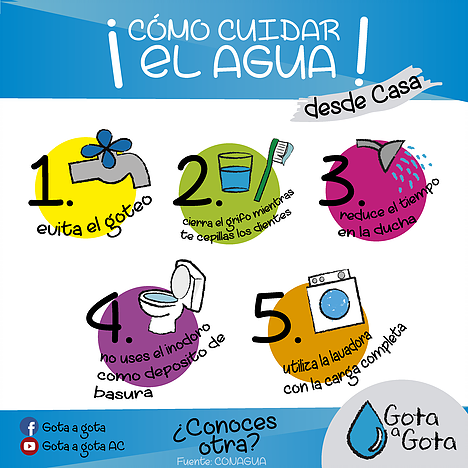 ¡CÓMO CUIDAR
EL AGUA!
desde Casa
1.
evita el goteo
2.
cierra el grifo mientras
te cepillas los dientes
3.
reduce el tiempo
en la ducha
4.
no uses el inodoro
como deposito de
basura
5.
utiliza la lavadora
con la carga completa
Gota a gota
Gota a gota AC
¿Conoces
otra?
Fuente: CONAGUA
Gota
a
Gota